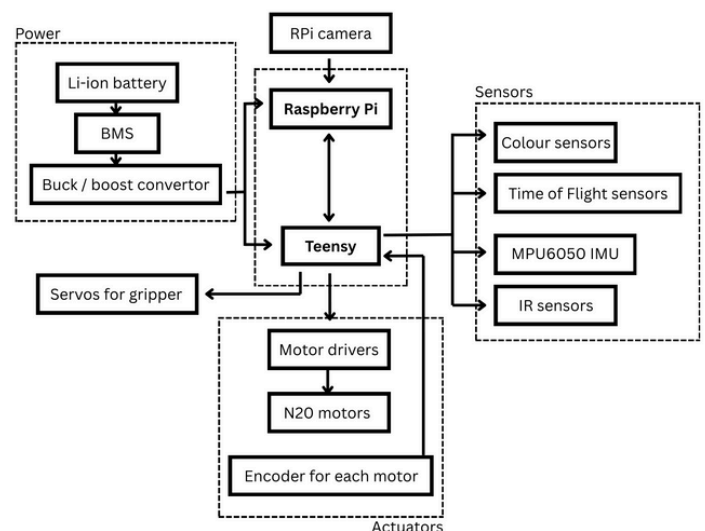 RPi camera
Power
Li-ion battery
BMS
Buck / boost convertor
Raspberry Pi
Teensy
Sensors
Colour sensors
Time of Flight sensors
MPU6050 IMU
IR sensors
Servos for gripper
Motor drivers
N20 motors
Encoder for each motor
Actuators